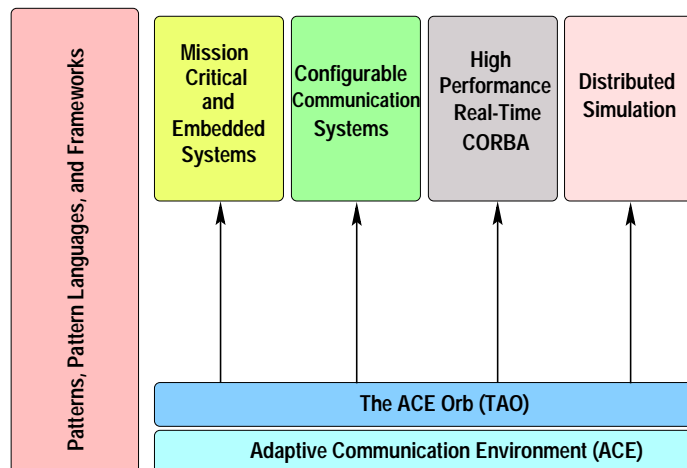 Patterns, Pattern Languages, and Frameworks
Mission
Critical
and
Embedded
Systems
Configurable
Communication
Systems
High
Performance
Real-Time
CORBA
Distributed
Simulation
The ACE Orb (TAO)
Adaptive Communication Environment (ACE)